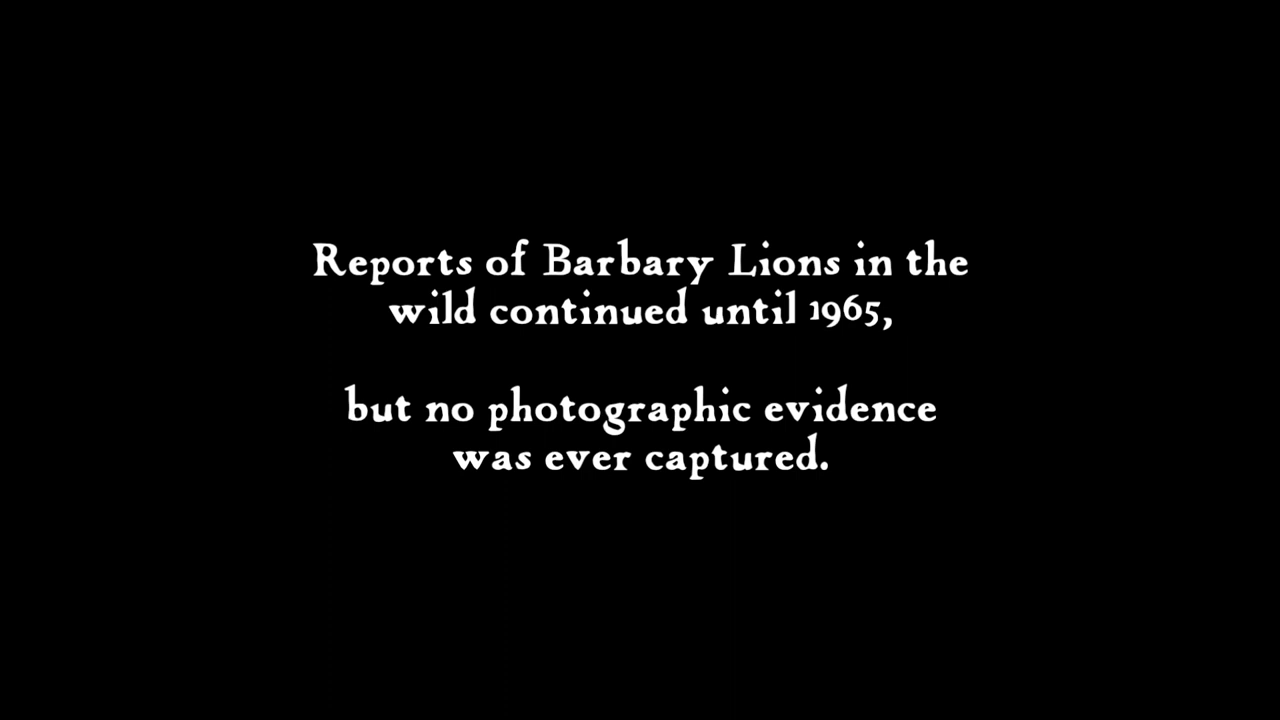 Reports of Barbary Lions in the
wild continued until 1965,
but no photographic evidence
was ever captured.